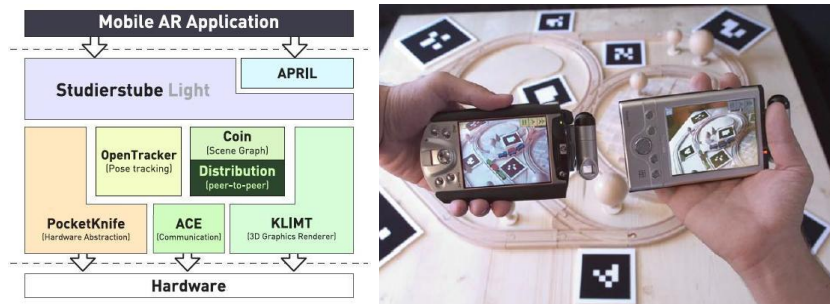 Mobile AR Application
Studierstube Light
APRIL
OpenTracker
(Pose tracking)
Coin
(Scene Graph)
Distribution
(peer-to-peer)
PocketKnife
(Hardware Abstraction)
ACE
(Communication)
KLIMT
(3D Graphics Renderer)
Hardware